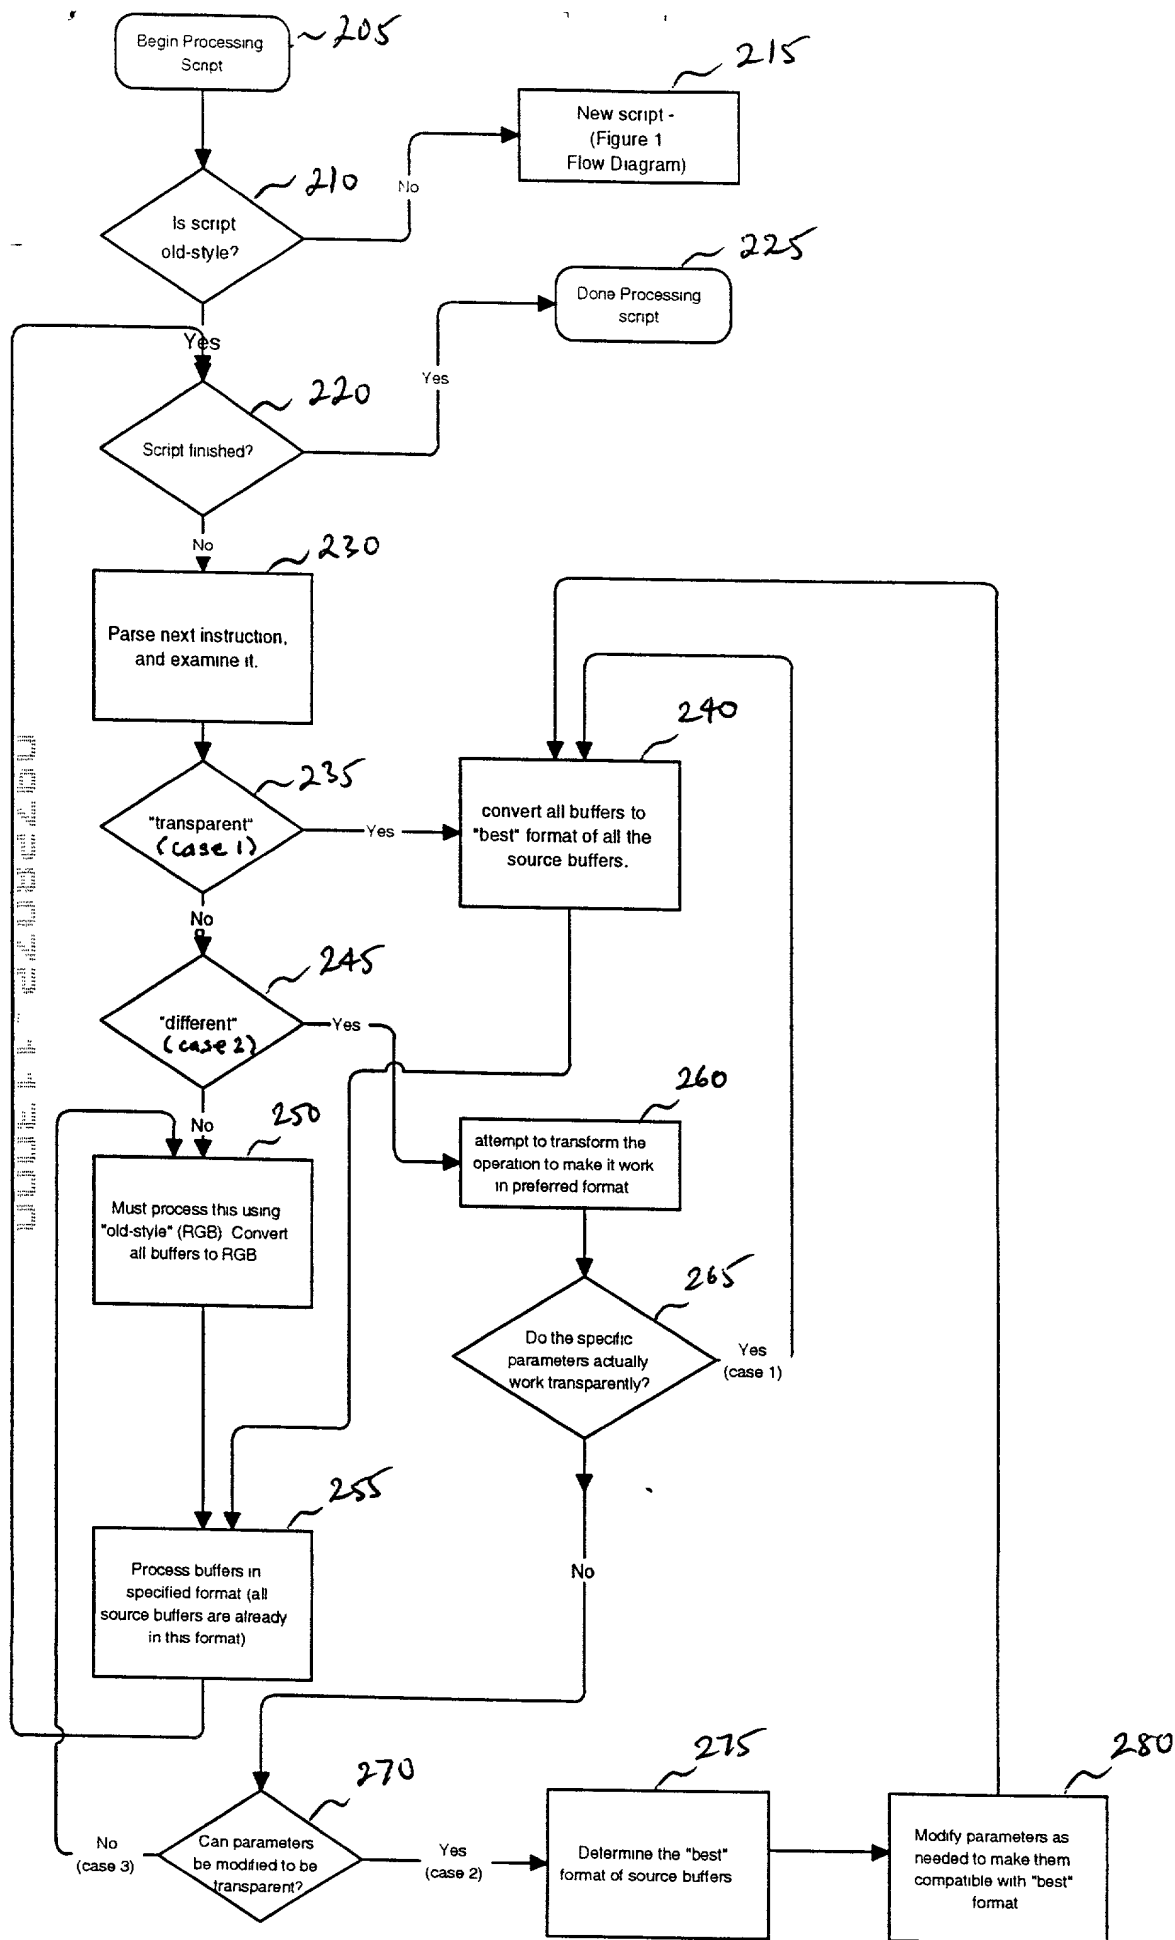 Begin Processing
Script
~205
215
New script -
(Figure 1
Flow Diagram)
No
210
Is script
old-style?
225
Done Processing
script
Yes
Yes
220
Script finished?
No
230
Parse next instruction,
and examine it.
240
235
convert all buffers to
"best" format of all the
source buffers.
"transparent"
(case 1)
Yes
No
245
"different"
(case 2)
Yes
260
250
No
attempt to transform the
operation to make it work
in preferred format
Must process this using
"old-style" (RGB) Convert
all buffers to RGB
265
Do the specific
parameters actually
work transparently?
Yes
(case 1)
255
No
Process buffers in
specified format (all
source buffers are already
in this format)
275
280
270
No
(case 3)
Can parameters
be modified to be
transparent?
Yes
(case 2)
Determine the "best"
format of source buffers
Modify parameters as
needed to make them
compatible with "best"
format